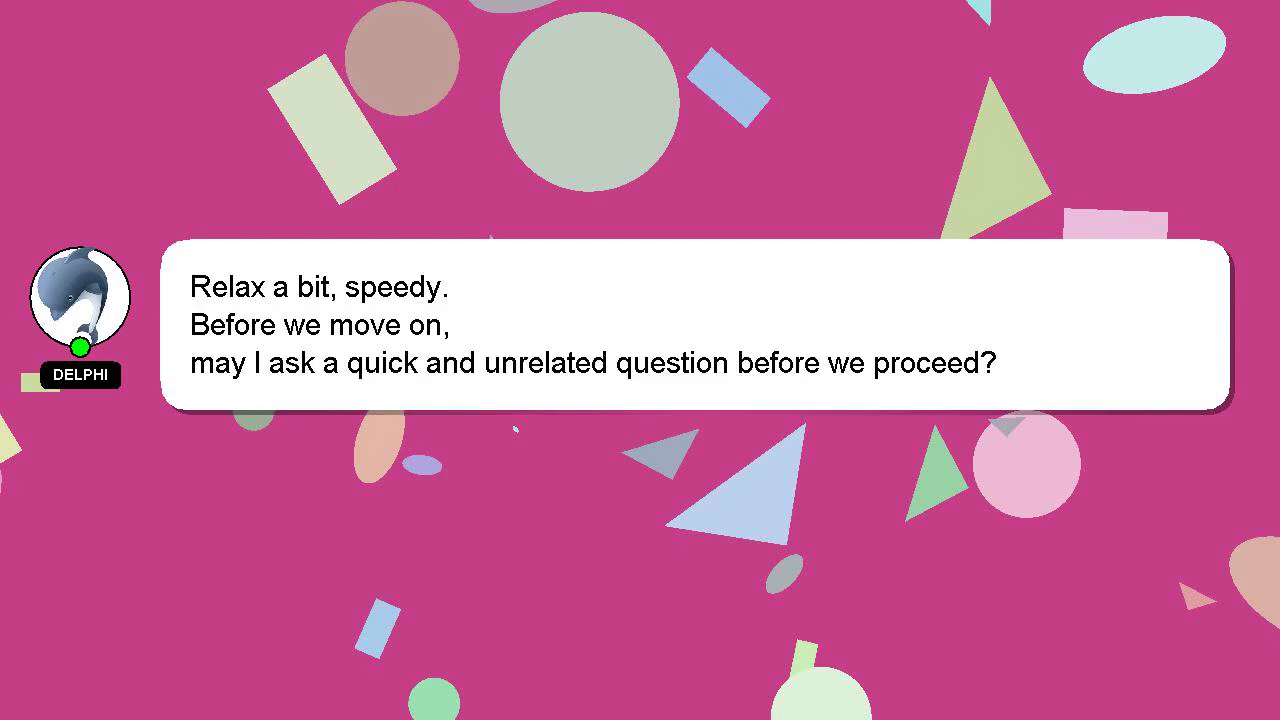 Relax a bit, speedy.
Before we move on,
may I ask a quick and unrelated question before we proceed?
DELPHI